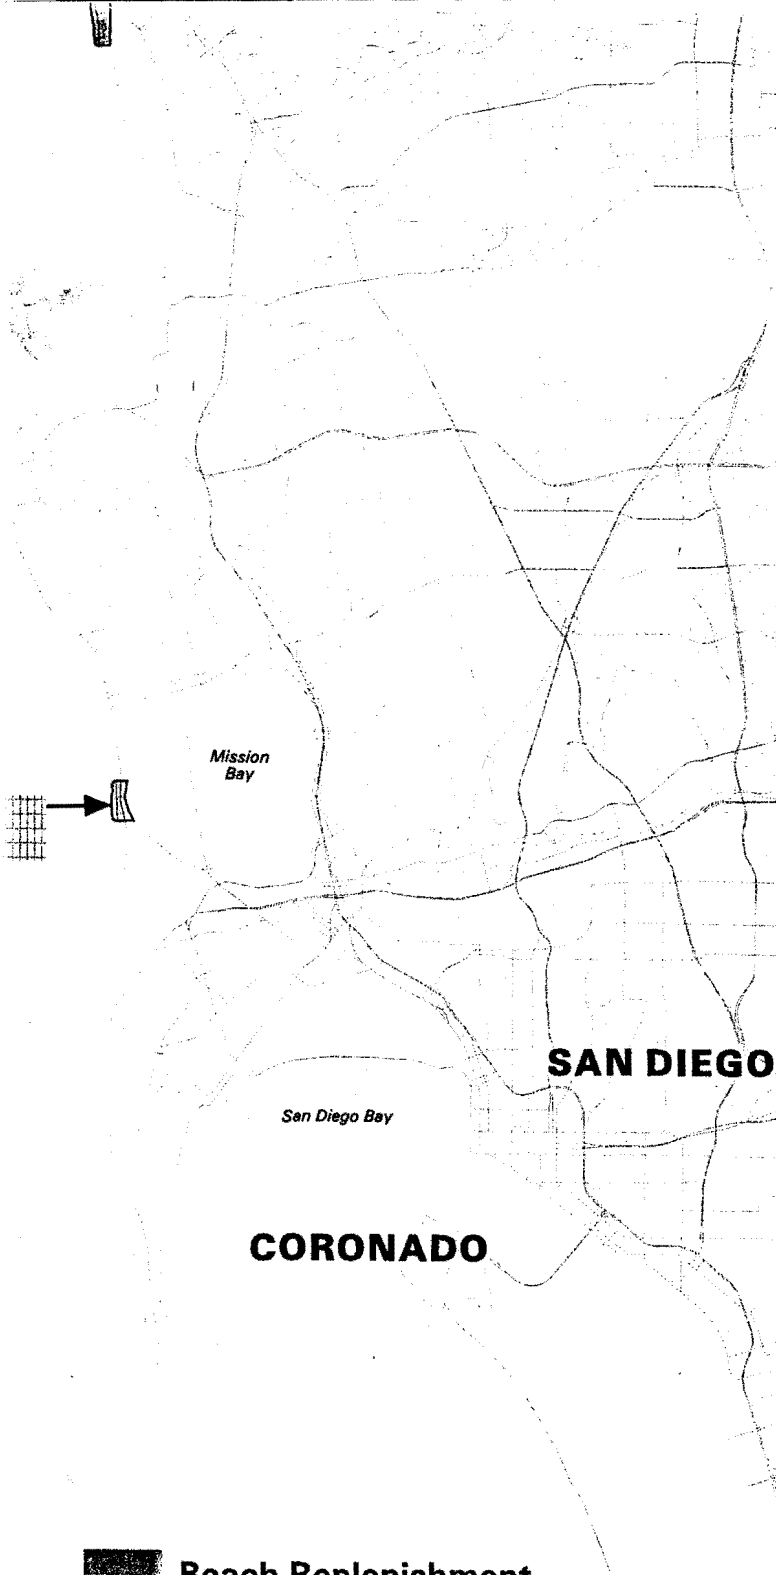 Mission
Bay
SAN DIEGO
San Diego Bay
CORONADO
Beach Replenishment